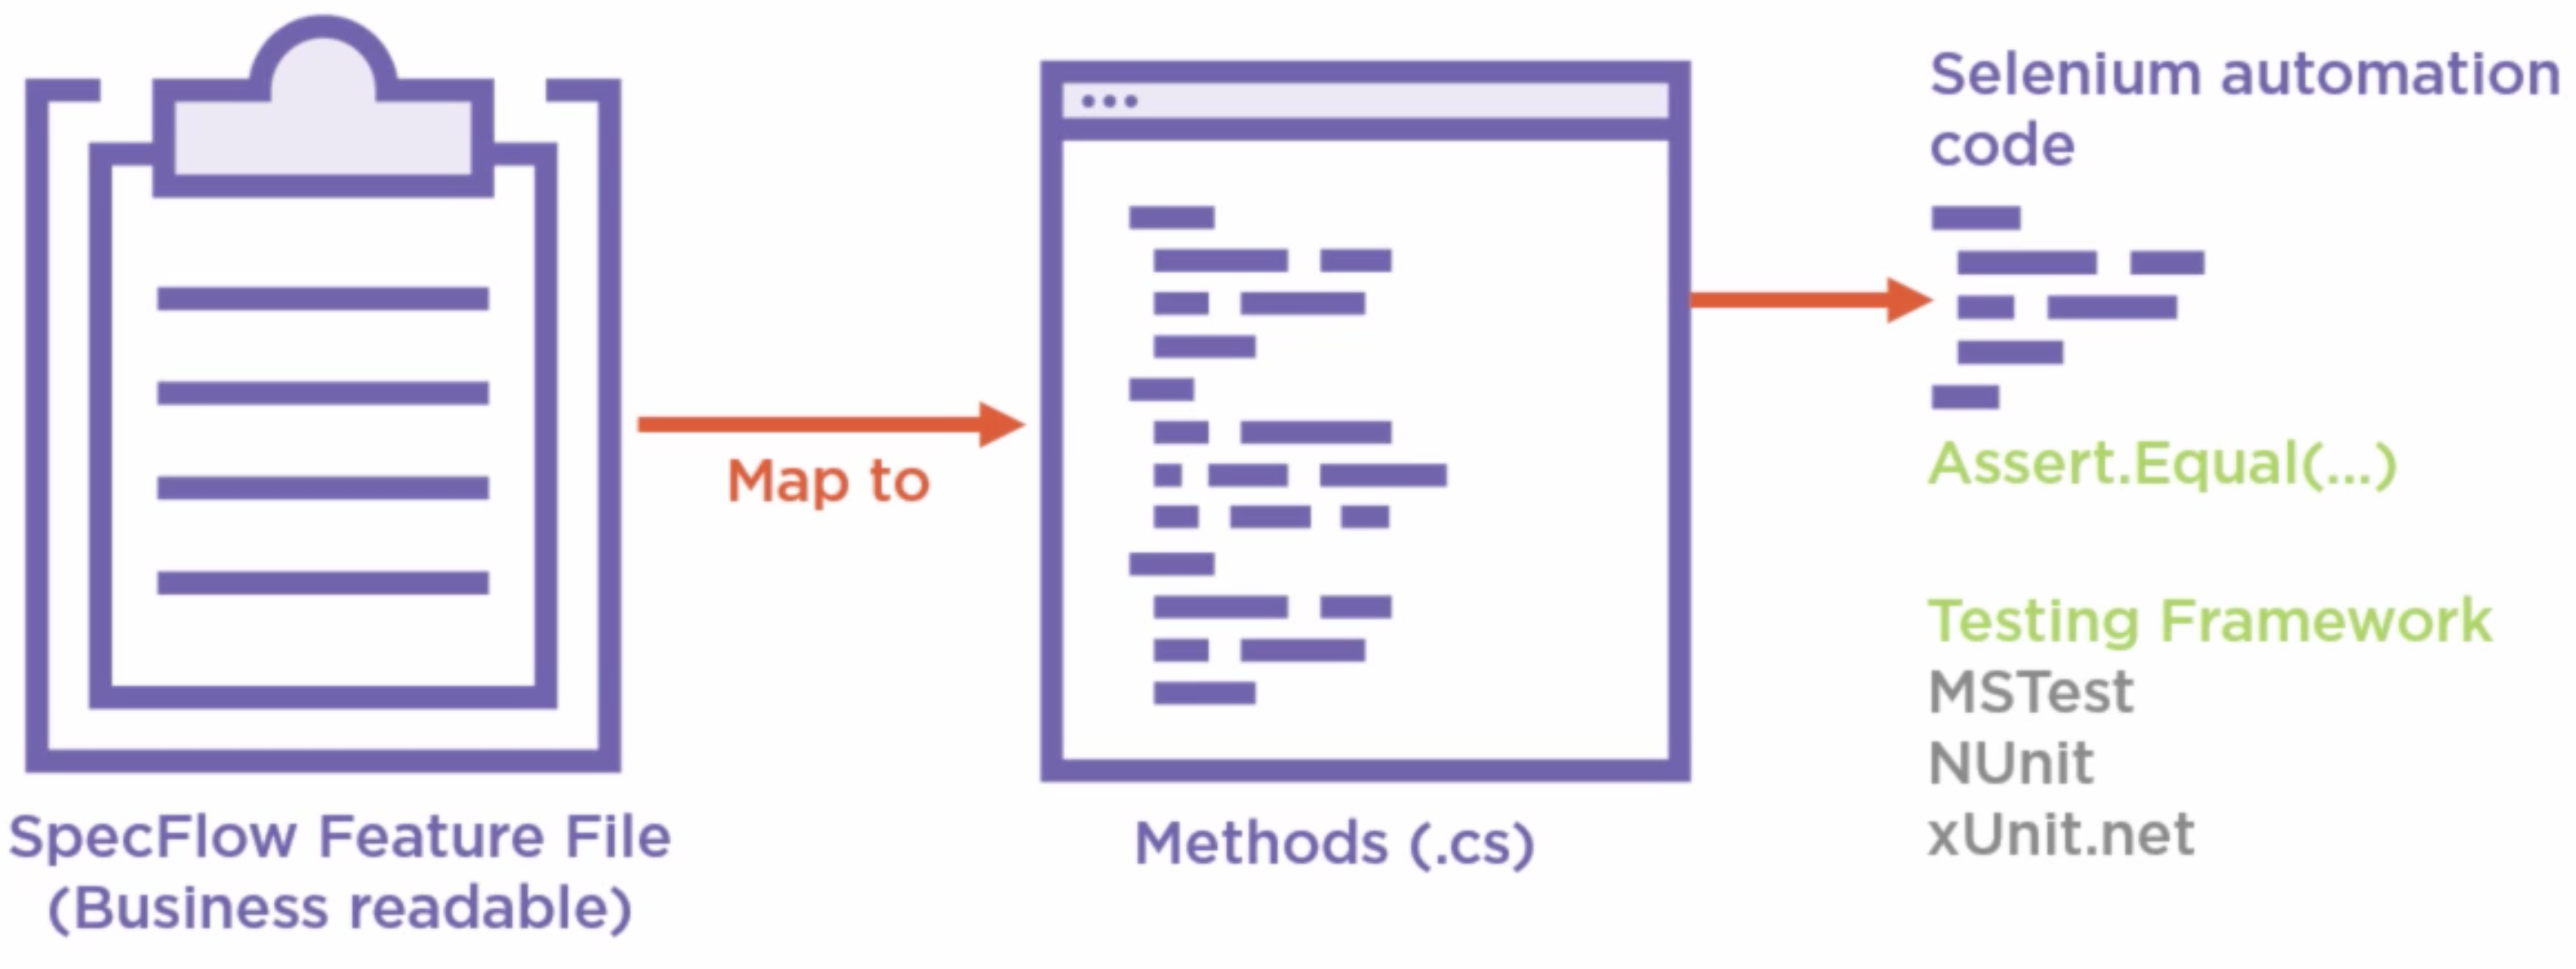 SpecFlow Feature File
(Business readable)
Map to
Methods (.cs)
Selenium automation
code
Assert.Equal(...)
Testing Framework
MSTest
NUnit
xUnit.net